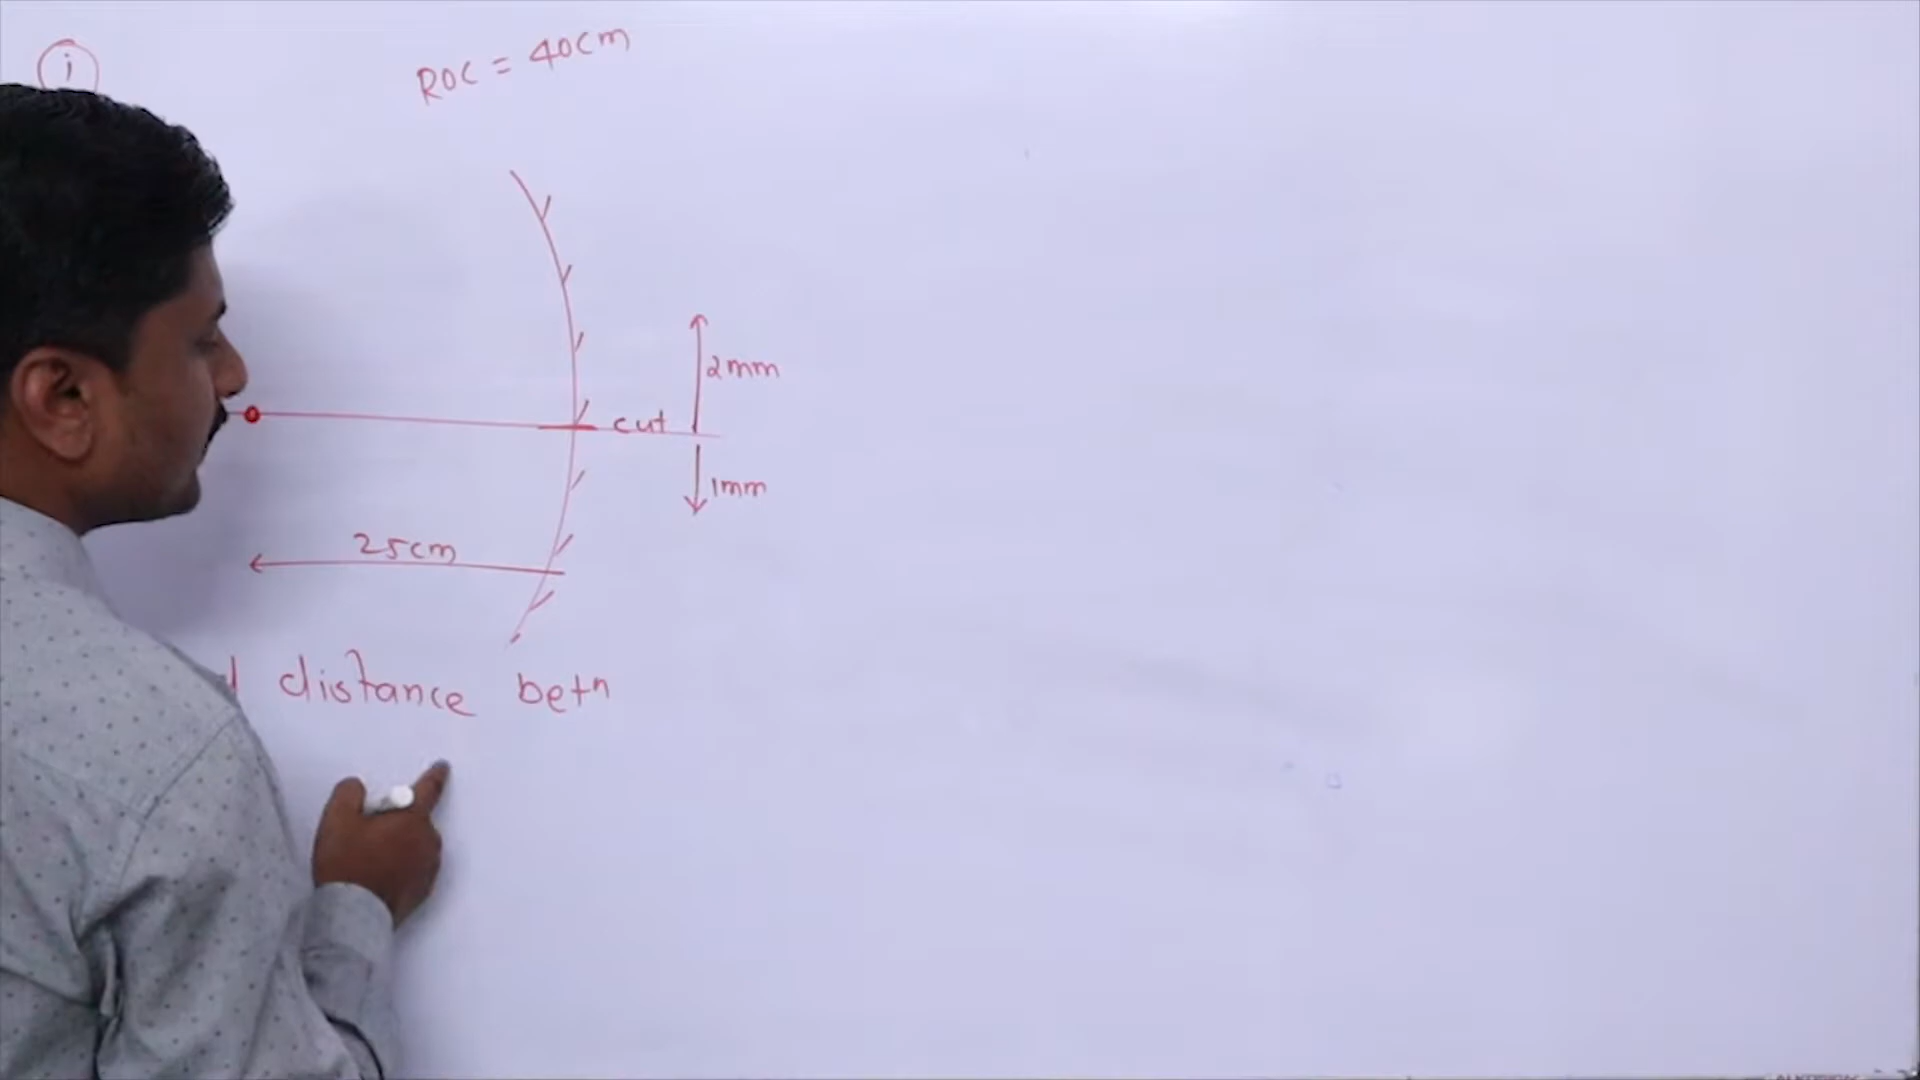 i
ROC = 40cm
2mm
cut
1mm
25cm
distance betn